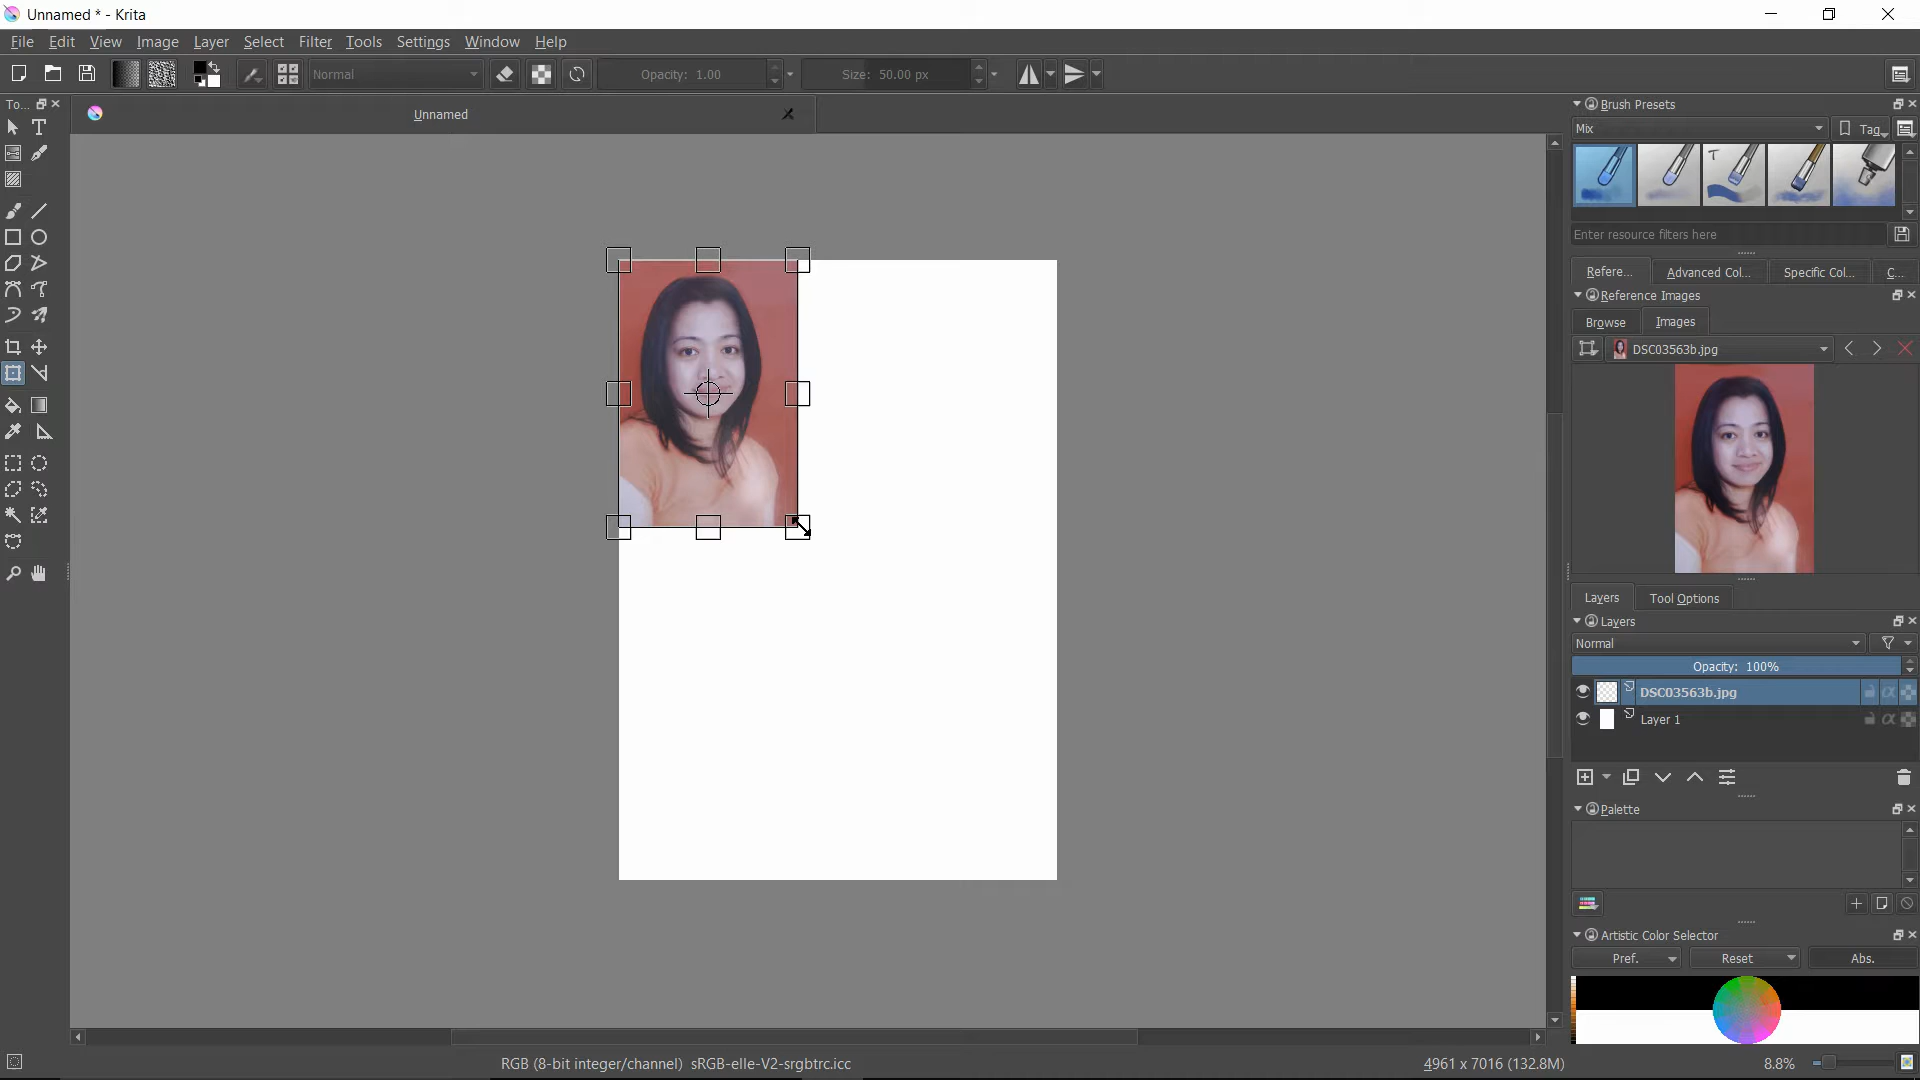 Unnamed * - Krita
File Edit View Image Layer Select Filter Tools Settings Window Help
Normal Opacity: 1.00 Size: 50.00 px
To... Unnamed Brush Presets
Mix Tag
T
Enter resource filters here
Refere... Advanced Col... Specific Col... C...
Reference Images
Browse Images
DSC03563b.jpg
Layers Tool Options
Layers
Normal
Opacity: 100%
DSC03563b.jpg
Layer 1
Palette
Artistic Color Selector
Pref. Reset Abs.
RGB (8-bit integer/channel) sRGB-elle-V2-srgbtrc.icc 4961 x 7016 (132.8M) 8.8%